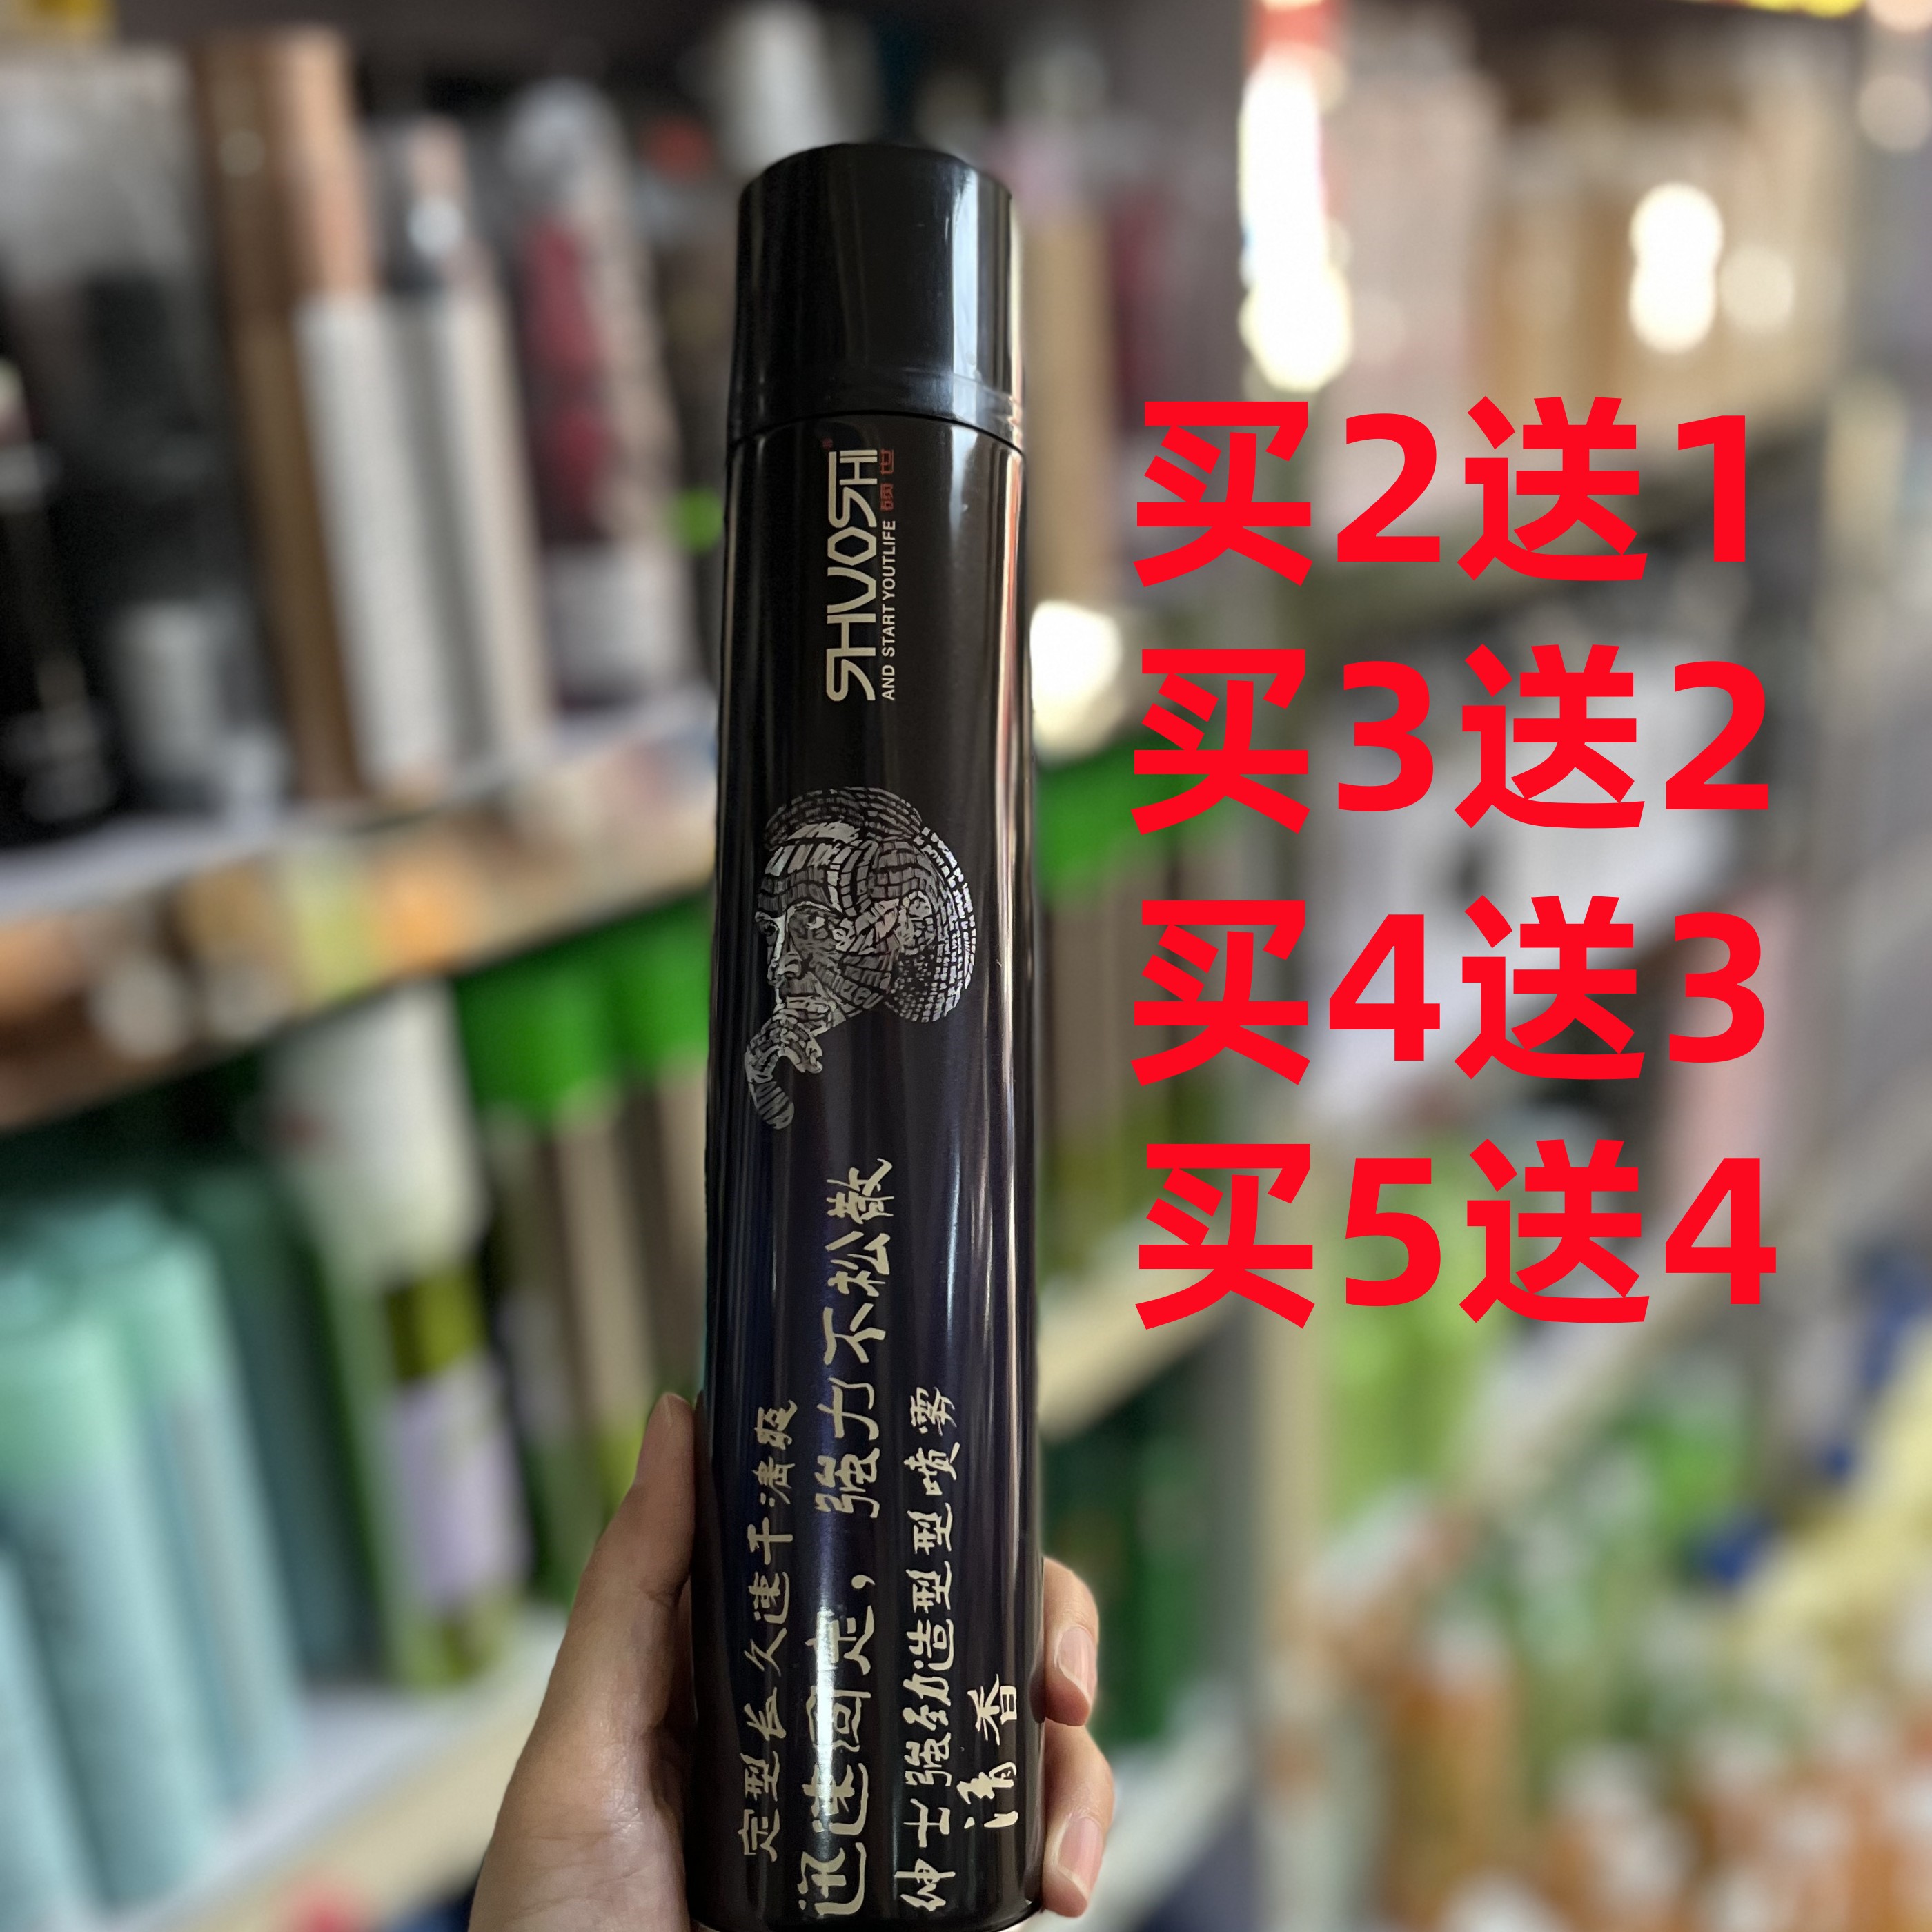 SHUOSHI
硕世
AND START YOUTLIFE
定型长久速干清爽
迅速固定，强力不松散
绅士强劲造型型喷雾
清香
买2送1
买3送2
买4送3
买5送4